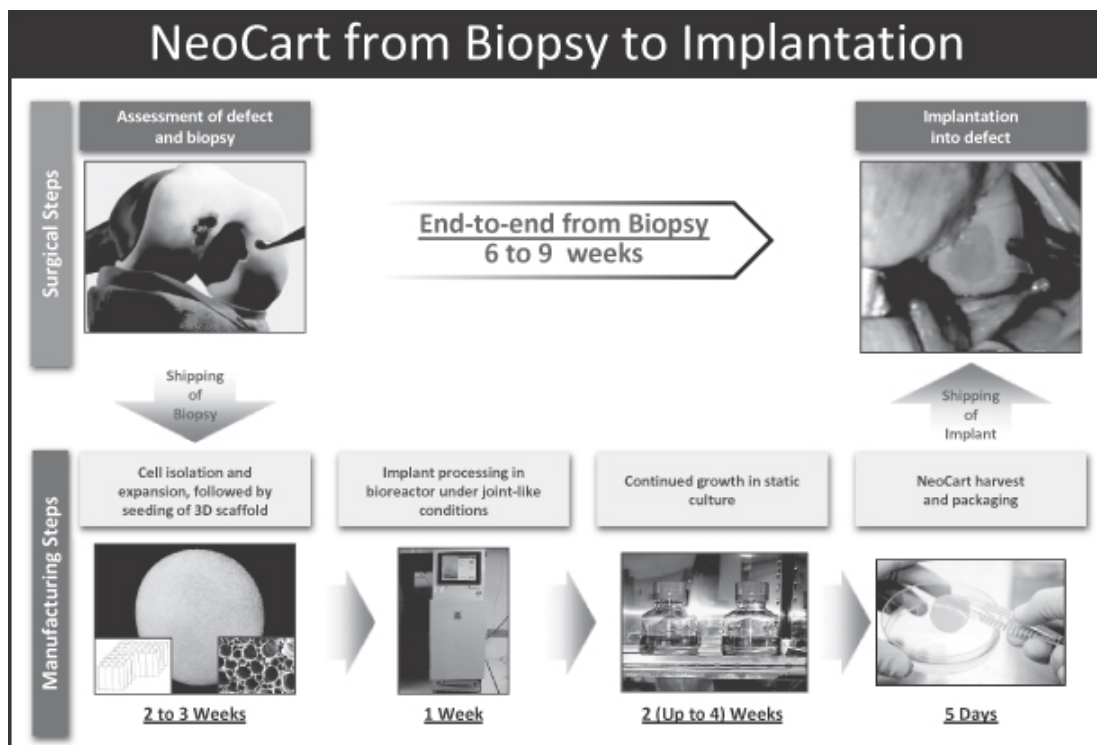 NeoCart from Biopsy to Implantation
Surgical Steps
Assessment of defect
and biopsy
End-to-end from Biopsy
6 to 9 weeks
Implantation
into defect
Shipping
of
Biopsy
Shipping
of
Implant
Manufacturing Steps
Cell isolation and
expansion, followed by
seeding of 3D scaffold
Implant processing in
bioreactor under joint-like
conditions
Continued growth in static
culture
NeoCart harvest
and packaging
2 to 3 Weeks
1 Week
2 (Up to 4) Weeks
5 Days